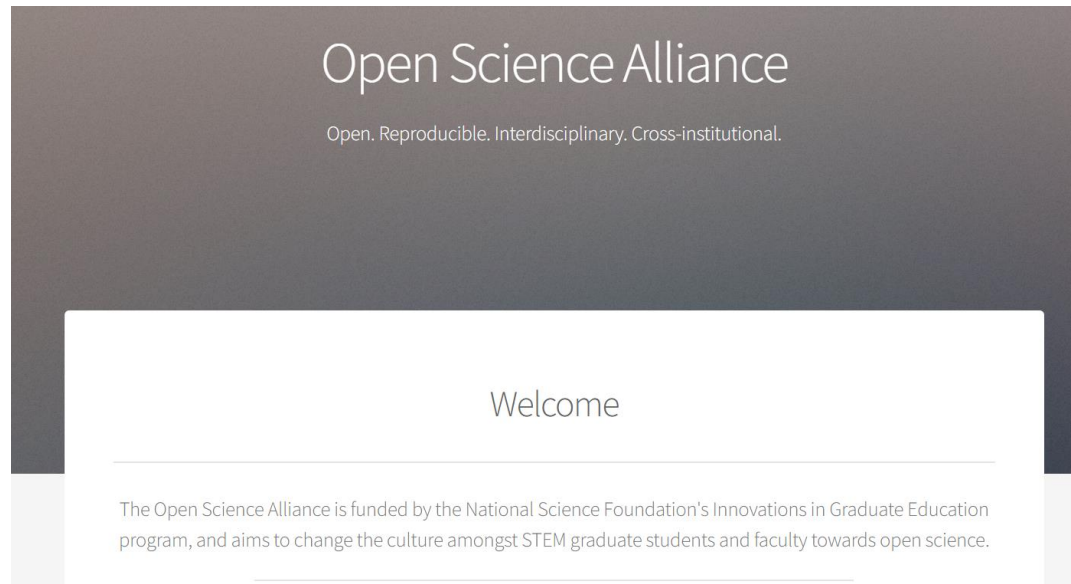 Open Science Alliance
Open. Reproducible. Interdisciplinary. Cross-institutional.
Welcome
The Open Science Alliance is funded by the National Science Foundation's Innovations in Graduate Education
program, and aims to change the culture amongst STEM graduate students and faculty towards open science.